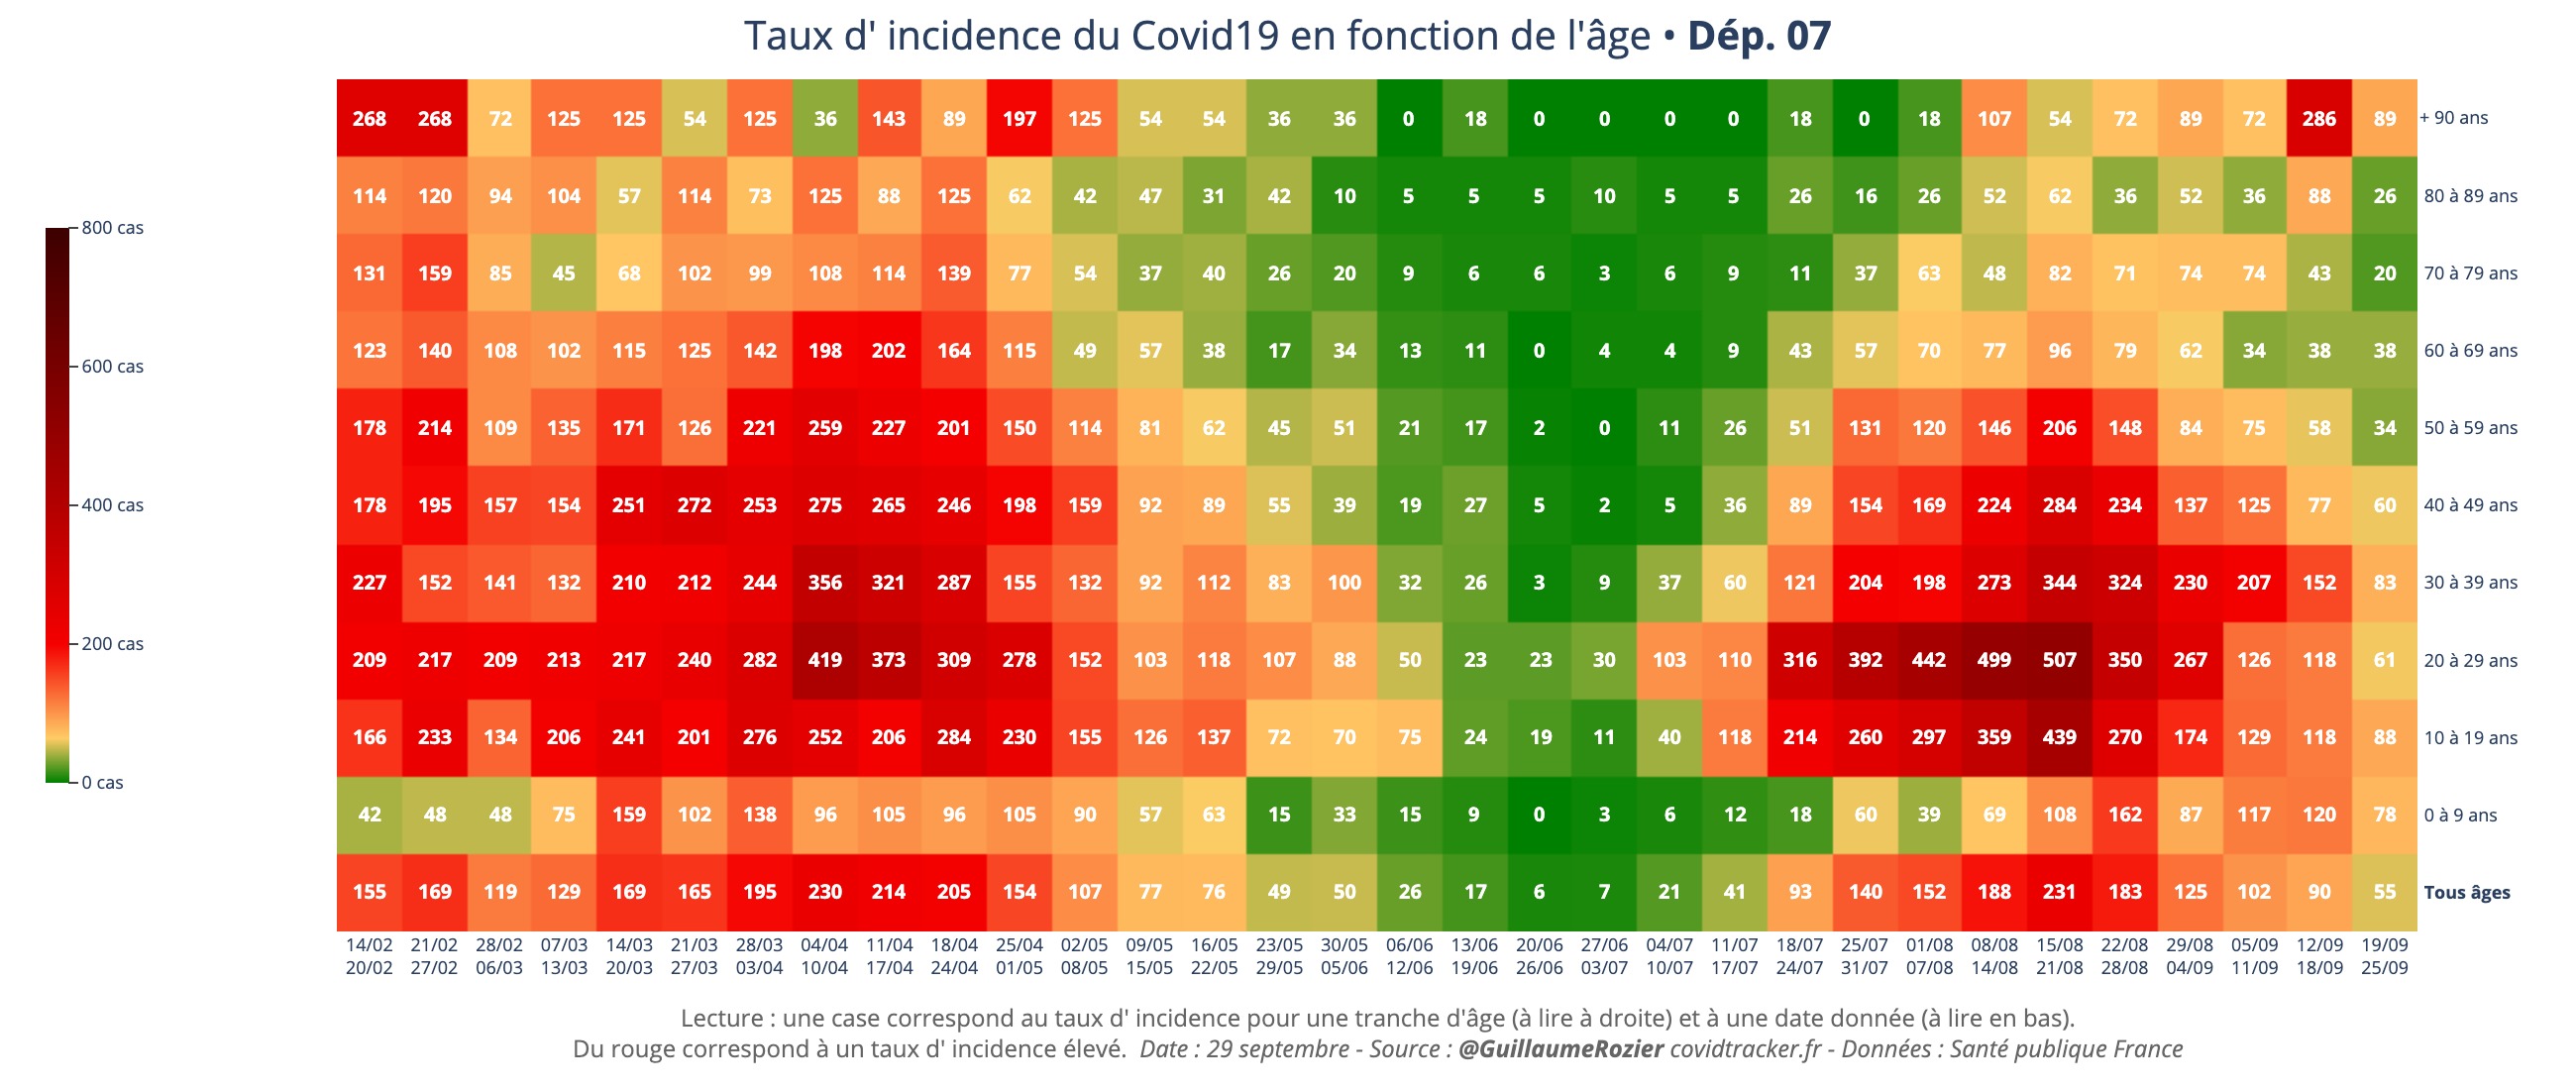 Taux d' incidence du Covid19 en fonction de l'âge • Dép. 07
268 268 72 125 125 54 125 36 143 89 197 125 54 54 36 36 0 18 0 0 0 0 18 0 18 107 54 72 89 72 286 89 + 90 ans
114 120 94 104 57 114 73 125 88 125 62 42 47 31 42 10 5 5 5 10 5 5 26 16 26 52 62 36 52 36 88 26 80 à 89 ans
800 cas
131 159 85 45 68 102 99 108 114 139 77 54 37 40 26 20 9 6 6 3 6 9 11 37 63 48 82 71 74 74 43 20 70 à 79 ans
123 140 108 102 115 125 142 198 202 164 115 49 57 38 17 34 13 11 0 4 4 9 43 57 70 77 96 79 62 34 38 38 60 à 69 ans
600 cas
178 214 109 135 171 126 221 259 227 201 150 114 81 62 45 51 21 17 2 0 11 26 51 131 120 146 206 148 84 75 58 34 50 à 59 ans
400 cas
178 195 157 154 251 272 253 275 265 246 198 159 92 89 55 39 19 27 5 2 5 36 89 154 169 224 284 234 137 125 77 60 40 à 49 ans
227 152 141 132 210 212 244 356 321 287 155 132 92 112 83 100 32 26 3 9 37 60 121 204 198 273 344 324 230 207 152 83 30 à 39 ans
200 cas
209 217 209 213 217 240 282 419 373 309 278 152 103 118 107 88 50 23 23 30 103 110 316 392 442 499 507 350 267 126 118 61 20 à 29 ans
166 233 134 206 241 201 276 252 206 284 230 155 126 137 72 70 75 24 19 11 40 118 214 260 297 359 439 270 174 129 118 88 10 à 19 ans
0 cas
42 48 48 75 159 102 138 96 105 96 105 90 57 63 15 33 15 9 0 3 6 12 18 60 39 69 108 162 87 117 120 78 0 à 9 ans
155 169 119 129 169 165 195 230 214 205 154 107 77 76 49 50 26 17 6 7 21 41 93 140 152 188 231 183 125 102 90 55 Tous âges
14/02 21/02 28/02 07/03 14/03 21/03 28/03 04/04 11/04 18/04 25/04 02/05 09/05 16/05 23/05 30/05 06/06 13/06 20/06 27/06 04/07 11/07 18/07 25/07 01/08 08/08 15/08 22/08 29/08 05/09 12/09 19/09
20/02 27/02 06/03 13/03 20/03 27/03 03/04 10/04 17/04 24/04 01/05 08/05 15/05 22/05 29/05 05/06 12/06 19/06 26/06 03/07 10/07 17/07 24/07 31/07 07/08 14/08 21/08 28/08 04/09 11/09 18/09 25/09
Lecture : une case correspond au taux d' incidence pour une tranche d'âge (à lire à droite) et à une date donnée (à lire en bas).
Du rouge correspond à un taux d' incidence élevé. Date : 29 septembre - Source : @GuillaumeRozier covidtracker.fr - Données : Santé publique France